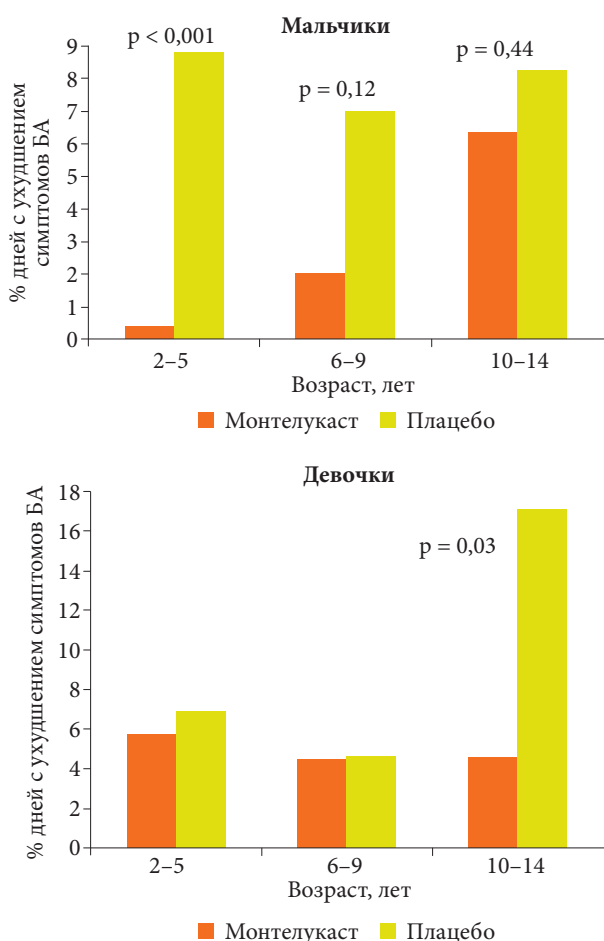 Мальчики
% дней с ухудшением
симптомов БА
9
8
7
6
5
4
3
2
1
0
p < 0,001
p = 0,12
p = 0,44
2–5
6–9
10–14
Возраст, лет
Монтелукаст
Плацебо
Девочки
% дней с ухудшением симптомов БА
18
16
14
12
10
8
6
4
2
0
p = 0,03
2–5
6–9
10–14
Возраст, лет
Монтелукаст
Плацебо